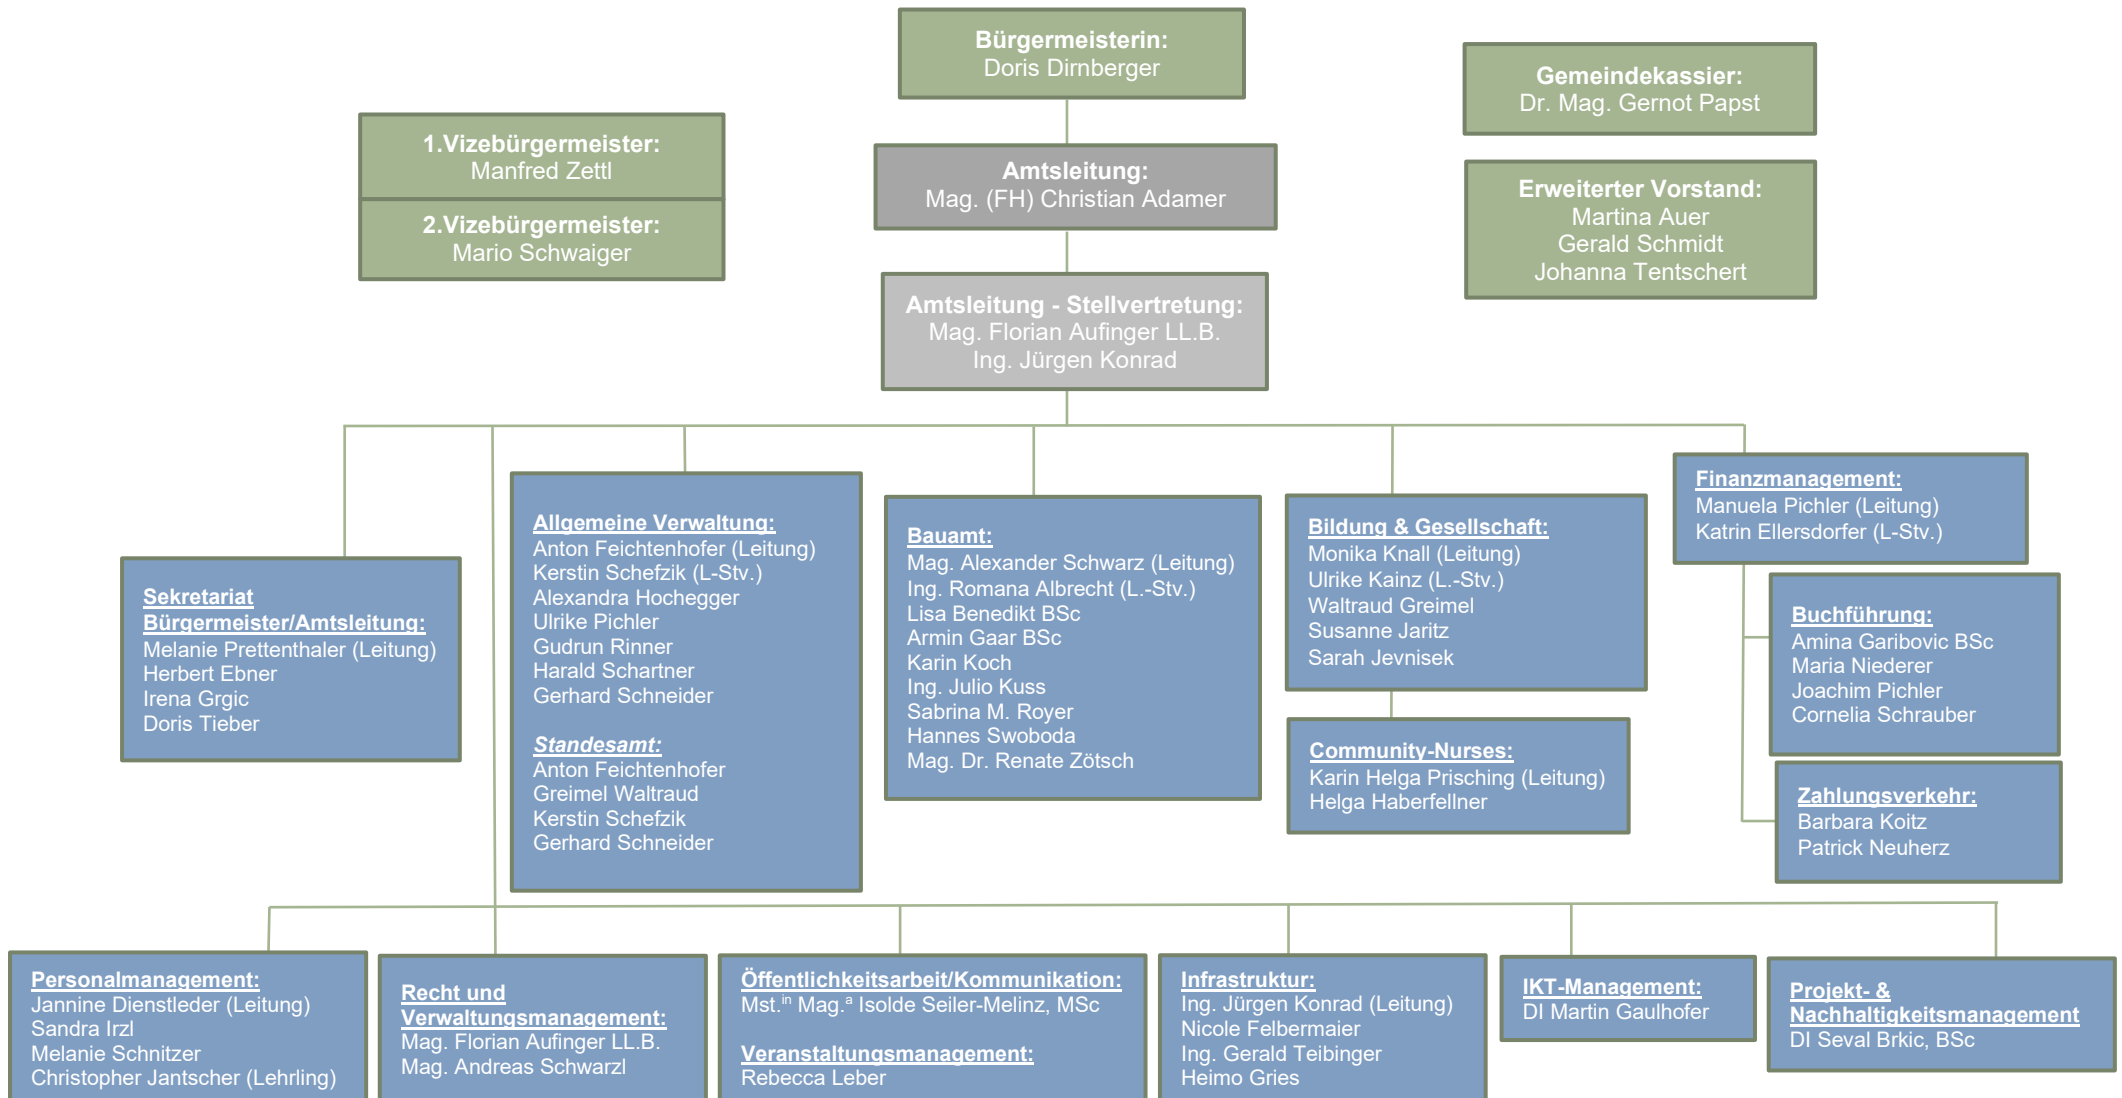 Bürgermeisterin:
Doris Dirnberger
Gemeindekassier:
Dr. Mag. Gernot Papst
1.Vizebürgermeister:
Manfred Zettl
2.Vizebürgermeister:
Mario Schwaiger
Amtsleitung:
Mag. (FH) Christian Adamer
Erweiterter Vorstand:
Martina Auer
Gerald Schmidt
Johanna Tentschert
Amtsleitung - Stellvertretung:
Mag. Florian Aufinger LL.B.
Ing. Jürgen Konrad
Sekretariat
Bürgermeister/Amtsleitung:
Melanie Prettenthaler (Leitung)
Herbert Ebner
Irena Grgic
Doris Tieber
Allgemeine Verwaltung:
Anton Feichtenhofer (Leitung)
Kerstin Schefzik (L-Stv.)
Alexandra Hochegger
Ulrike Pichler
Gudrun Rinner
Harald Schartner
Gerhard Schneider
Standesamt:
Anton Feichtenhofer
Greimel Waltraud
Kerstin Schefzik
Gerhard Schneider
Bauamt:
Mag. Alexander Schwarz (Leitung)
Ing. Romana Albrecht (L.-Stv.)
Lisa Benedikt BSc
Armin Gaar BSc
Karin Koch
Ing. Julio Kuss
Sabrina M. Royer
Hannes Swoboda
Mag. Dr. Renate Zötsch
Bildung & Gesellschaft:
Monika Knall (Leitung)
Ulrike Kainz (L.-Stv.)
Waltraud Greimel
Susanne Jaritz
Sarah Jevnisek
Community-Nurses:
Karin Helga Prisching (Leitung)
Helga Haberfellner
Finanzmanagement:
Manuela Pichler (Leitung)
Katrin Ellersdorfer (L-Stv.)
Buchführung:
Amina Garibovic BSc
Maria Niederer
Joachim Pichler
Cornelia Schrauber
Zahlungsverkehr:
Barbara Koitz
Patrick Neuherz
Personalmanagement:
Jannine Dienstleder (Leitung)
Sandra Irzl
Melanie Schnitzer
Christopher Jantscher (Lehrling)
Recht und
Verwaltungsmanagement:
Mag. Florian Aufinger LL.B.
Mag. Andreas Schwarzl
Öffentlichkeitsarbeit/Kommunikation:
Mst.in Mag.a Isolde Seiler-Melinz, MSc
Veranstaltungsmanagement:
Rebecca Leber
Infrastruktur:
Ing. Jürgen Konrad (Leitung)
Nicole Felbermaier
Ing. Gerald Teibinger
Heimo Gries
IKT-Management:
DI Martin Gaulhofer
Projekt- &
Nachhaltigkeitsmanagement
DI Seval Brkic, BSc